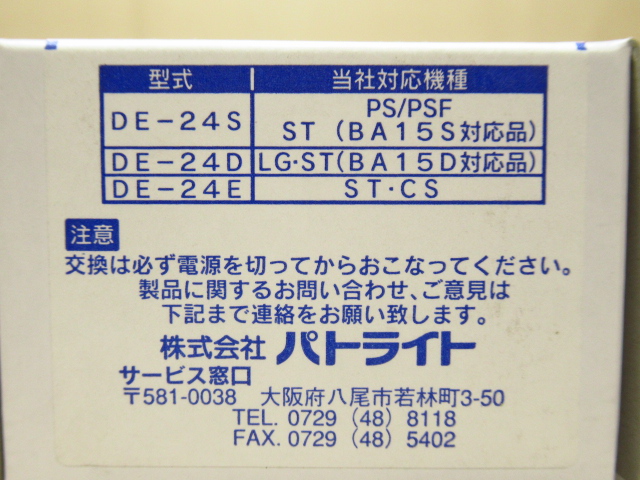 型式 当社対応機種
DE-24S PS/PSF
ST (BA15S対応品)
DE-24D LG・ST(BA15D対応品)
DE-24E ST・CS
注意
交換は必ず電源を切ってからおこなってください。
製品に関するお問い合わせ、ご意見は
下記まで連絡をお願い致します。
株式会社 パトライト
サービス窓口
〒581-0038 大阪府八尾市若林町3-50
TEL. 0729 (48) 8118
FAX. 0729 (48) 5402